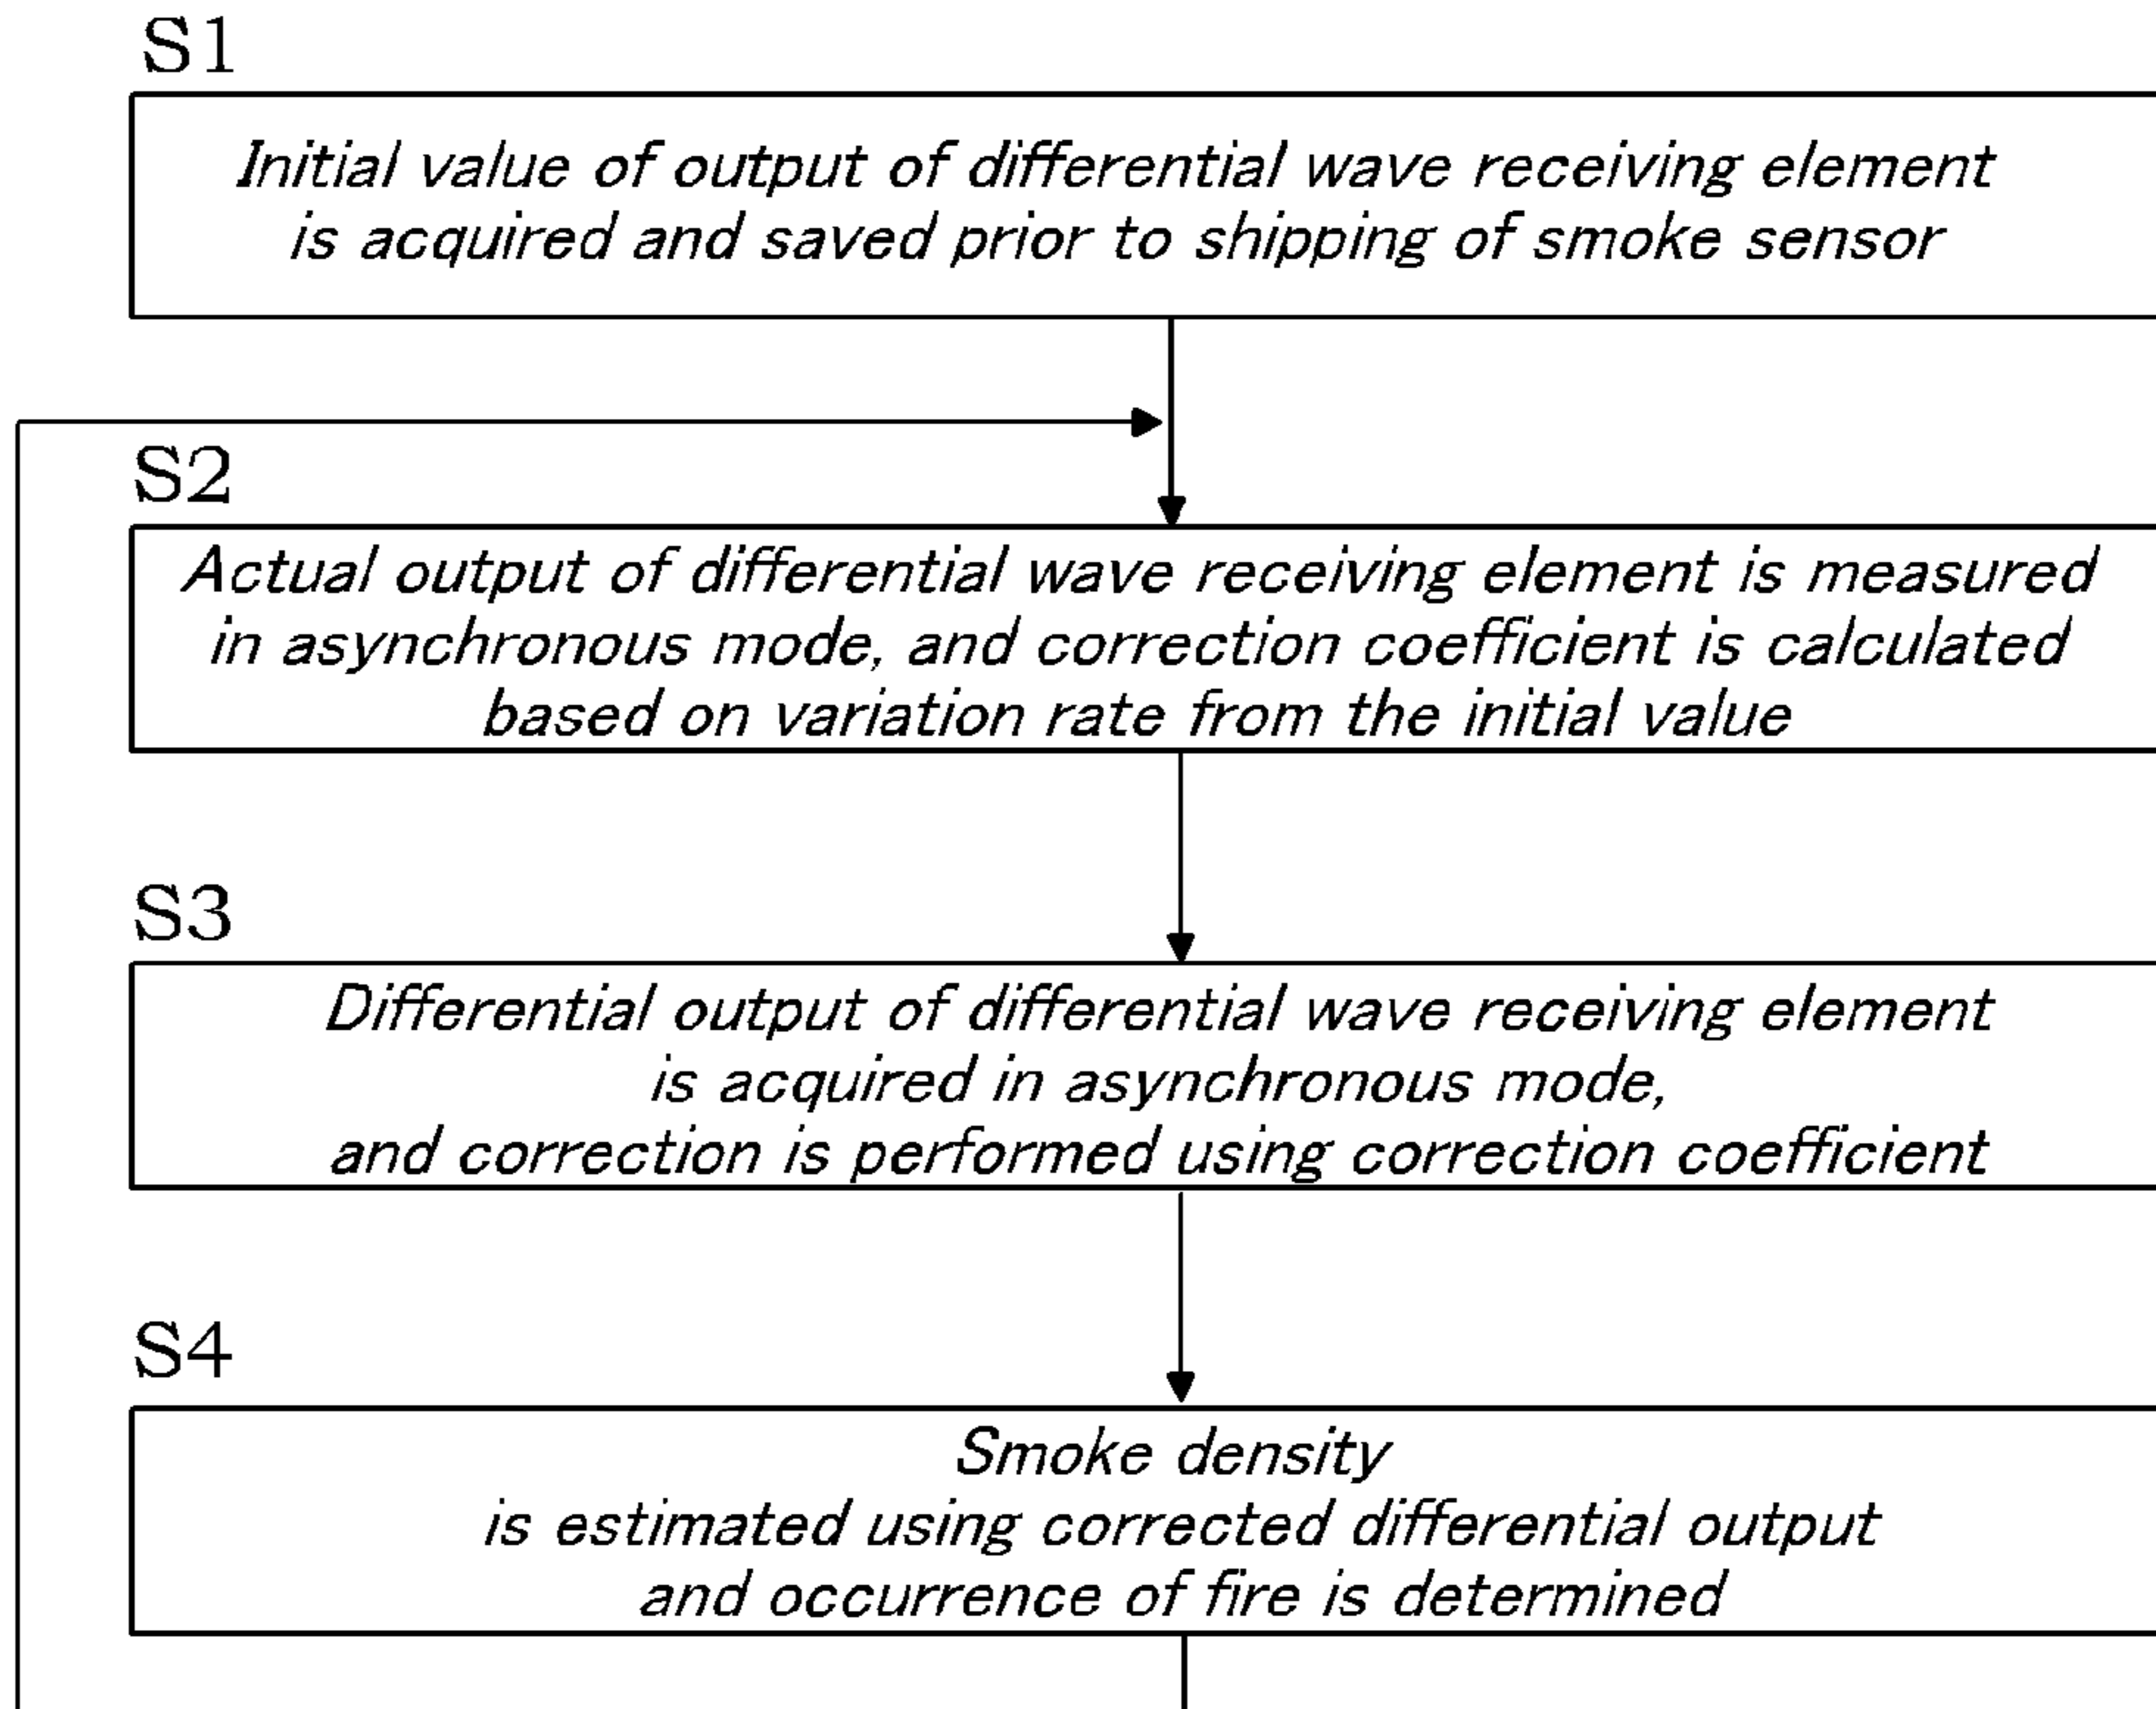 S1
Initial value of output of differential wave receiving element
is acquired and saved prior to shipping of smoke sensor
S2
Actual output of differential wave receiving element is measured
in asynchronous mode, and correction coefficient is calculated
based on variation rate from the initial value
S3
Differential output of differential wave receiving element
is acquired in asynchronous mode,
and correction is performed using correction coefficient
S4
Smoke density
is estimated using corrected differential output
and occurrence of fire is determined